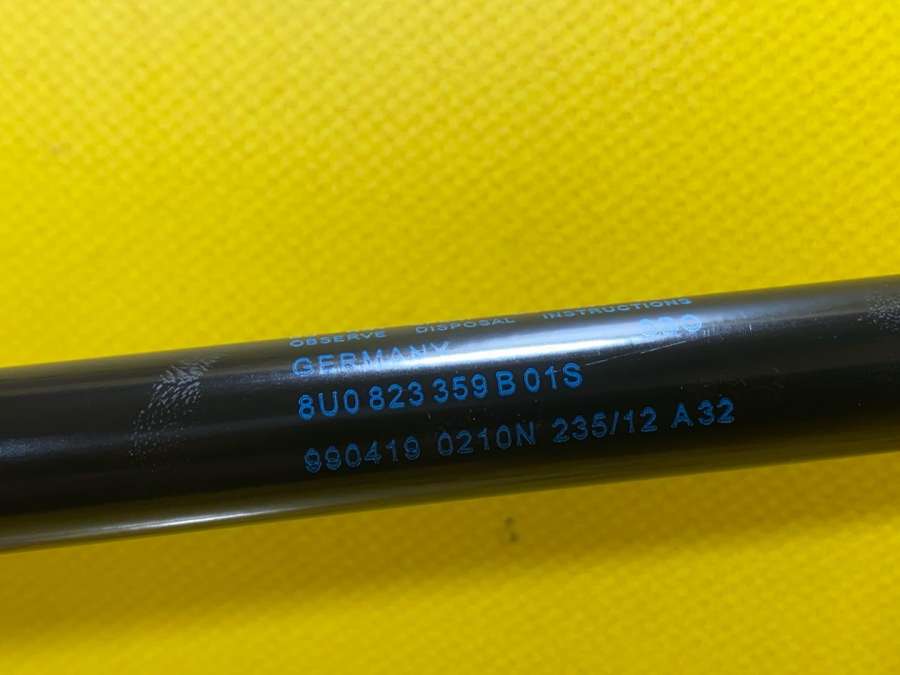 OBSERVE DISPOSAL INSTRUCTIONS
GERMANY
8U0 823 359 B 01S
990419 0210N 235/12 A32